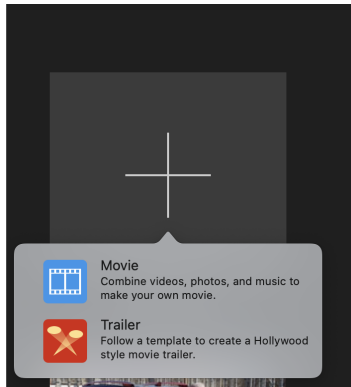 Movie
Combine videos, photos, and music to
make your own movie.
Trailer
Follow a template to create a Hollywood
style movie trailer.